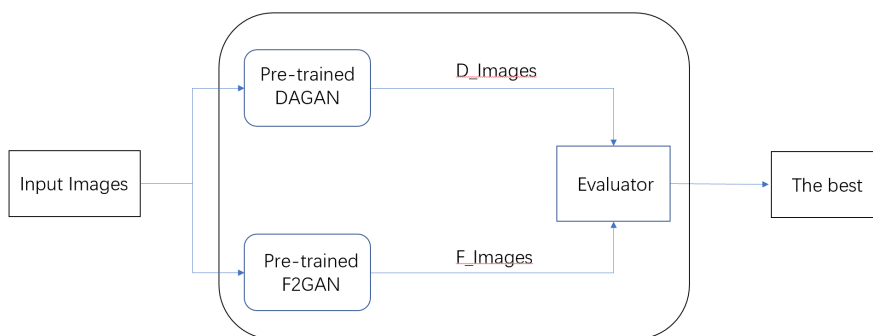 Pre-trained
DAGAN
D_Images
Input Images
Evaluator
The best
Pre-trained
F2GAN
F_Images